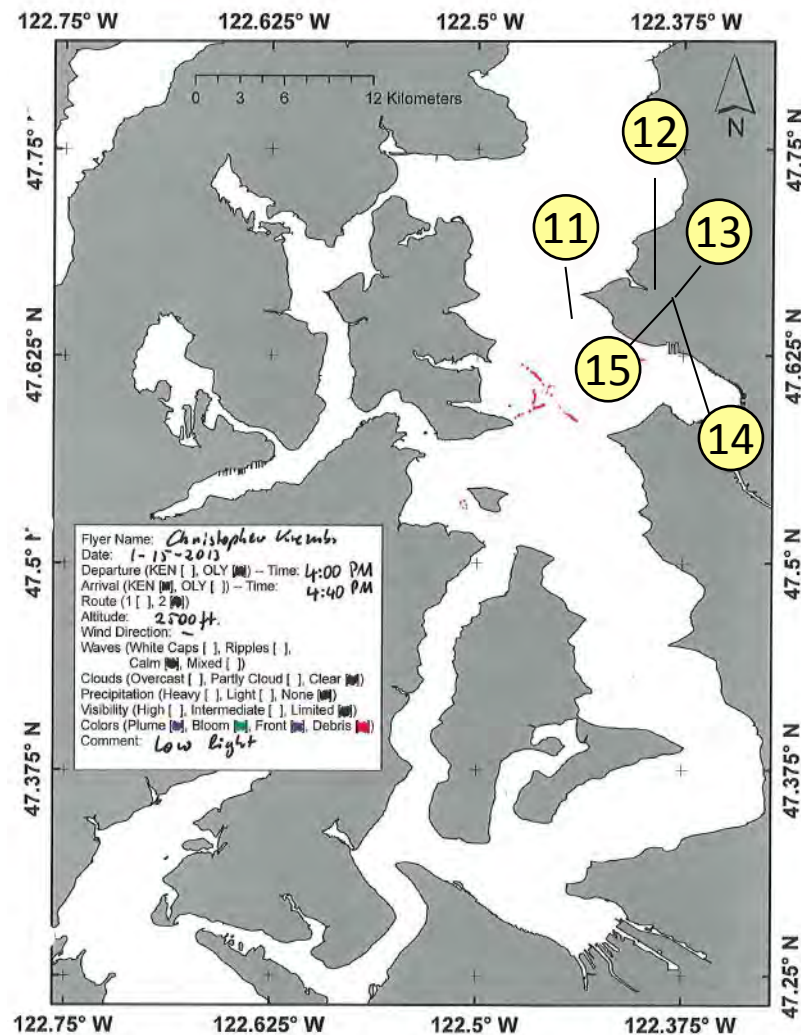 122.75° W 122.625° W 122.5° W 122.375° W
0 3 6 12 Kilometers
N
47.75° N
47.75° N
12
11
13
47.625° N
47.625° N
15
14
47.5° N
Flyer Name: Christopher Krembs
Date: 1-15-2013
Departure (KEN [ ], OLY [ ]) -- Time: 4:00 PM
Arrival (KEN [ ], OLY [ ]) -- Time: 4:40 PM
Route (1 [ ], 2 [ ])
Altitude: 2500 ft.
Wind Direction: -
Waves (White Caps [ ], Ripples [ ],
Calm [ ], Mixed [ ])
Clouds (Overcast [ ], Partly Cloud [ ], Clear [ ])
Precipitation (Heavy [ ], Light [ ], None [ ])
Visibility (High [ ], Intermediate [ ], Limited [ ])
Colors (Plume [ ], Bloom [ ], Front [ ], Debris [ ])
Comment: Low light
47.375° N
47.375° N
47.25° N
47.25° N
122.75° W 122.625° W 122.5° W 122.375° W